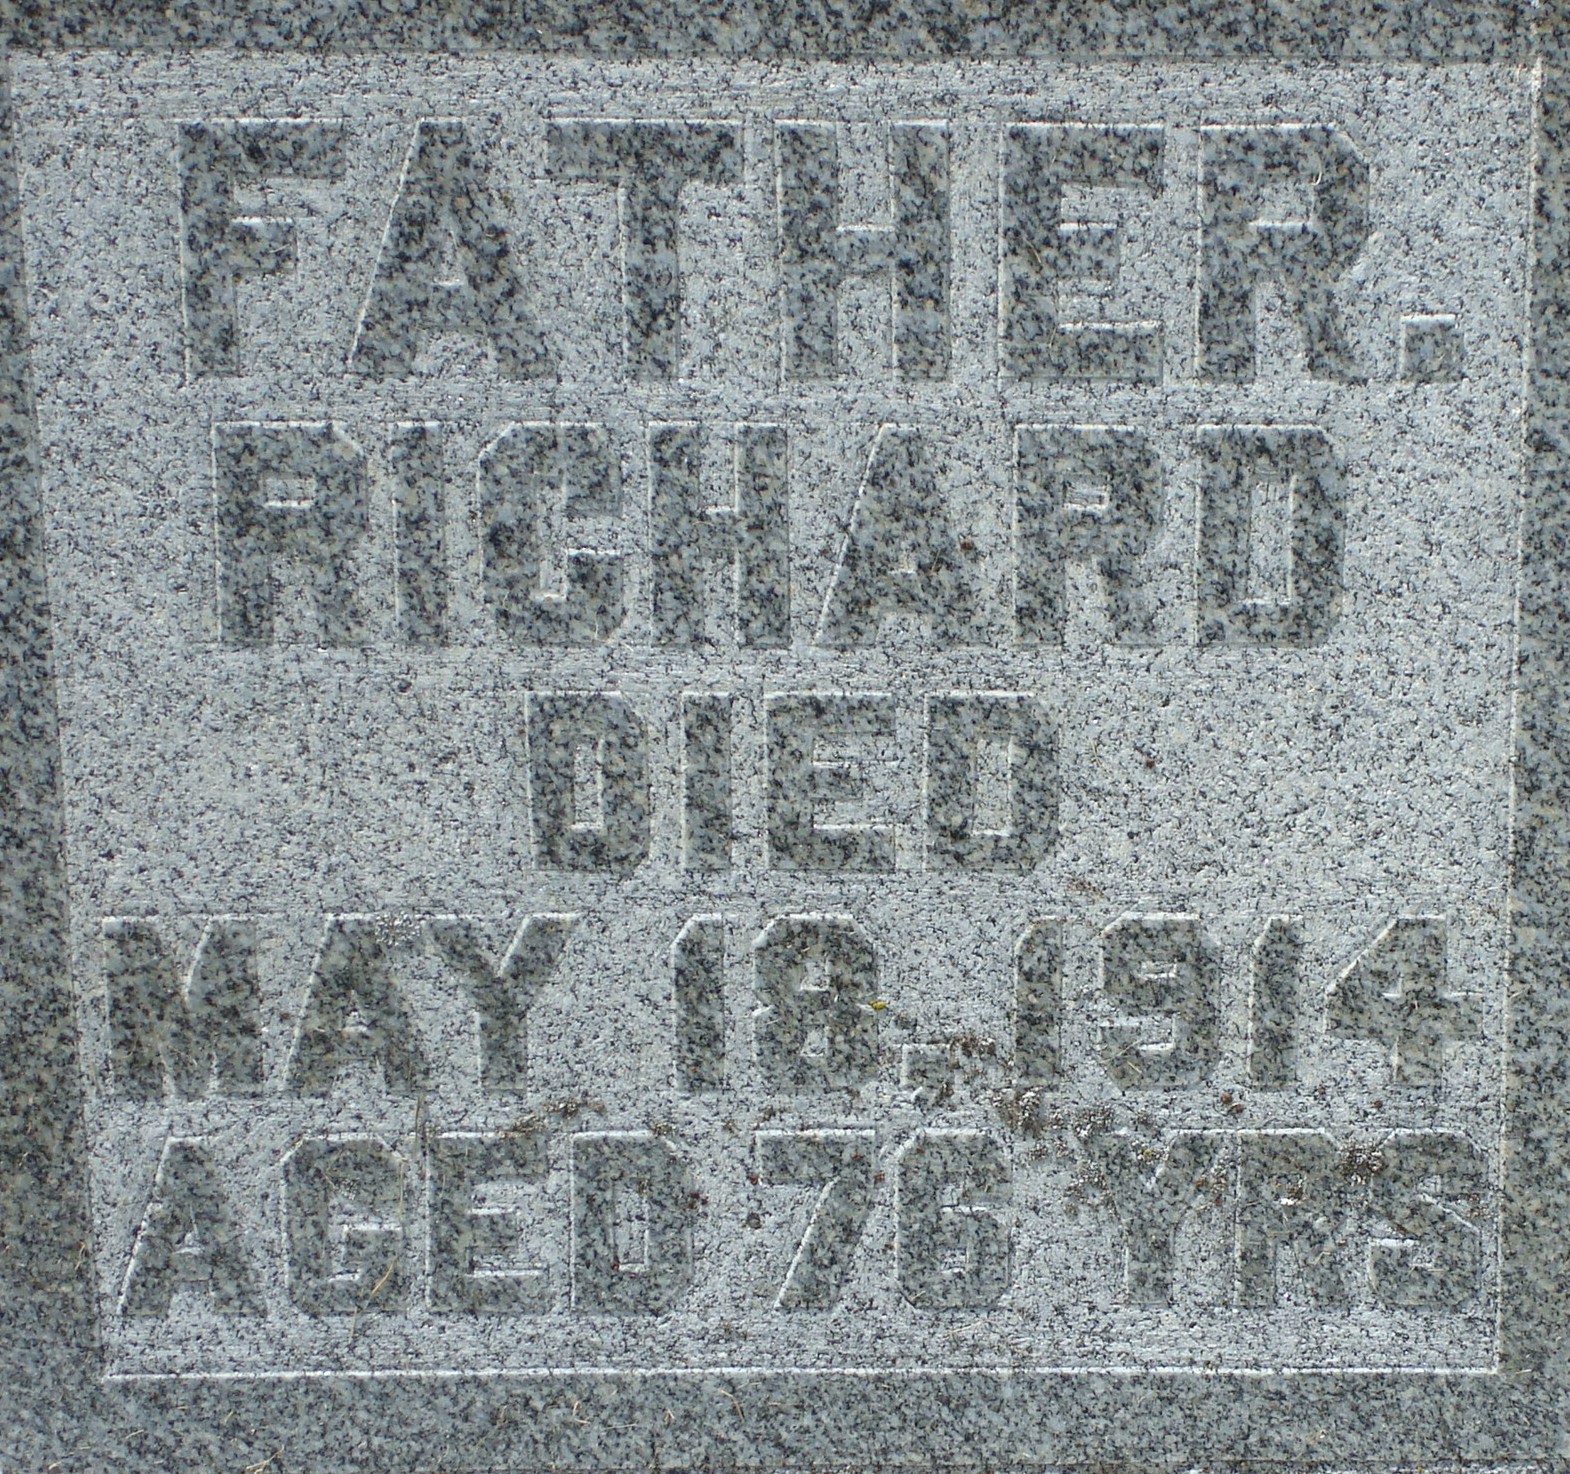 FATHER.
RICHARD
DIED
MAY 18, 1914
AGED 76 YRS